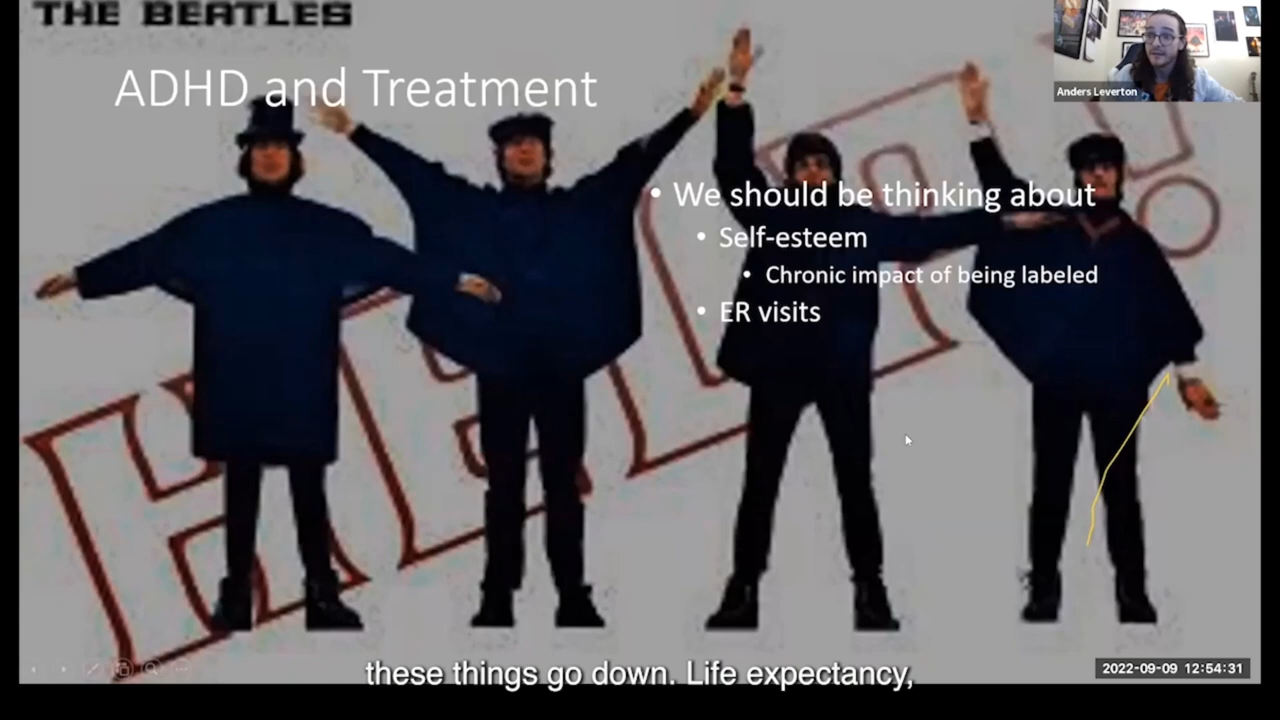 THE BEATLES
ADHD and Treatment
Anders Leverton
• We should be thinking about
• Self-esteem
• Chronic impact of being labeled
• ER visits
HELP!
these things go down. Life expectancy,
2022-09-09 12:54:31